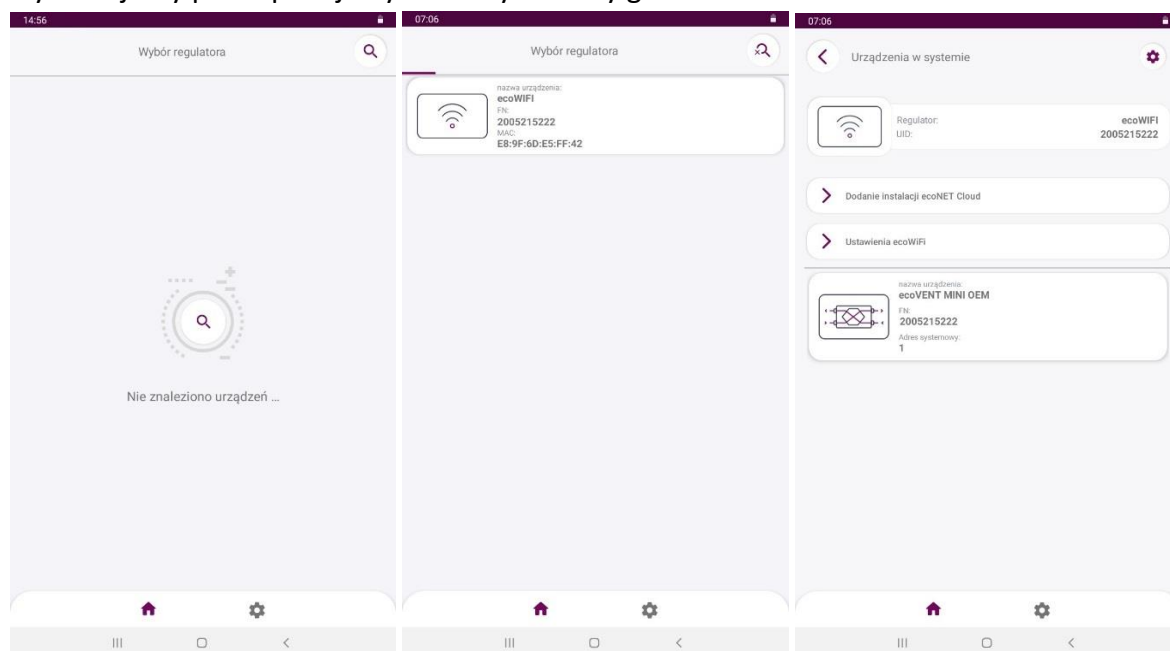 14:56
Wybór regulatora
Nie znaleziono urządzeń ...
07:06
Wybór regulatora
nazwa urządzenia:
ecoWIFI
FN:
2005215222
MAC:
E8:9F:6D:E5:FF:42
07:06
Urządzenia w systemie
Regulator: ecoWIFI
UID: 2005215222
Dodanie instalacji ecoNET Cloud
Ustawienia ecoWiFi
nazwa urządzenia:
ecoVENT MINI OEM
FN:
2005215222
Adres systemowy:
1